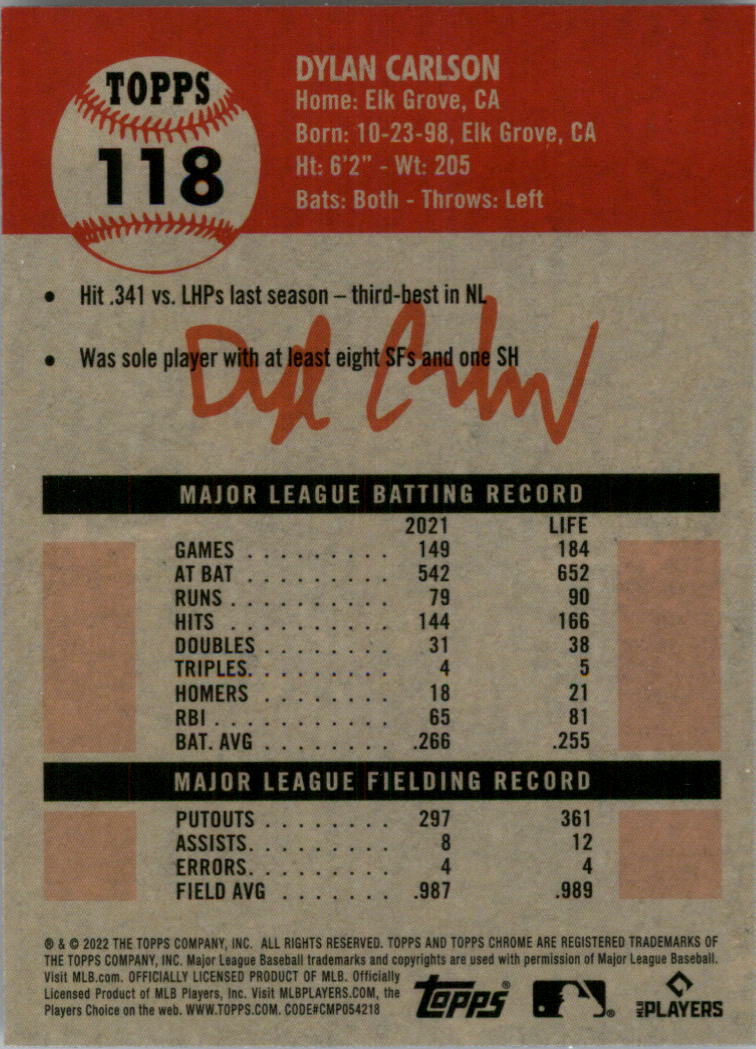 TOPPS
118
DYLAN CARLSON
Home: Elk Grove, CA
Born: 10-23-98, Elk Grove, CA
Ht: 6'2" - Wt: 205
Bats: Both - Throws: Left
• Hit .341 vs. LHPs last season – third-best in NL
• Was sole player with at least eight SFs and one SH
Dyl Carlson
MAJOR LEAGUE BATTING RECORD
2021 LIFE
GAMES . . . . . . . . . 149 184
AT BAT . . . . . . . . . 542 652
RUNS . . . . . . . . . . 79 90
HITS . . . . . . . . . . 144 166
DOUBLES . . . . . . . . 31 38
TRIPLES. . . . . . . . . 4 5
HOMERS . . . . . . . . 18 21
RBI . . . . . . . . . . . 65 81
BAT. AVG . . . . . . . . .266 .255
MAJOR LEAGUE FIELDING RECORD
PUTOUTS . . . . . . . . 297 361
ASSISTS. . . . . . . . . 8 12
ERRORS. . . . . . . . . 4 4
FIELD AVG . . . . . . . .987 .989
® & © 2022 THE TOPPS COMPANY, INC. ALL RIGHTS RESERVED. TOPPS AND TOPPS CHROME ARE REGISTERED TRADEMARKS OF
THE TOPPS COMPANY, INC. Major League Baseball trademarks and copyrights are used with permission of Major League Baseball.
Visit MLB.com. OFFICIALLY LICENSED PRODUCT OF MLB. Officially
Licensed Product of MLB Players, Inc. Visit MLBPLAYERS.COM, the
Players Choice on the web. WWW.TOPPS.COM. CODE#CMP054218
Topps®
®
MLB PLAYERS